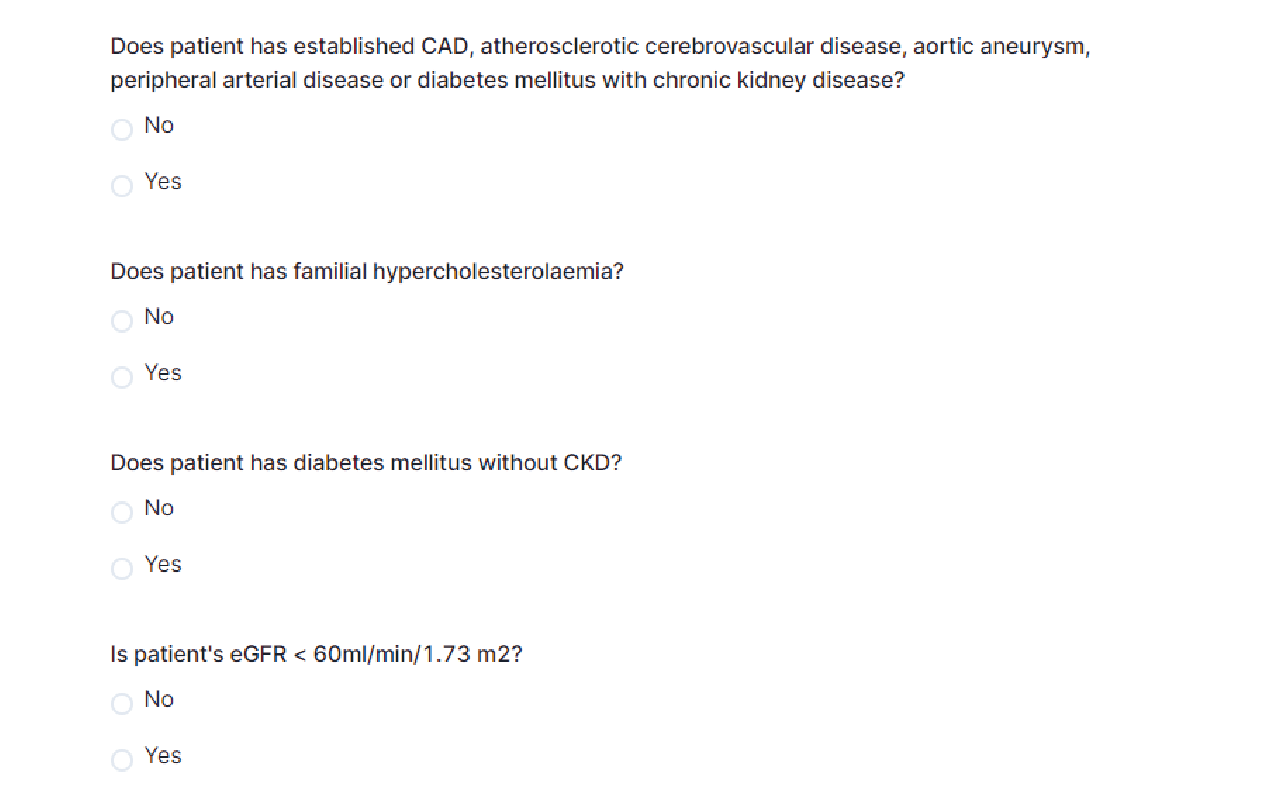 Does patient has established CAD, atherosclerotic cerebrovascular disease, aortic aneurysm,
peripheral arterial disease or diabetes mellitus with chronic kidney disease?
No
Yes
Does patient has familial hypercholesterolaemia?
No
Yes
Does patient has diabetes mellitus without CKD?
No
Yes
Is patient's eGFR < 60ml/min/1.73 m2?
No
Yes